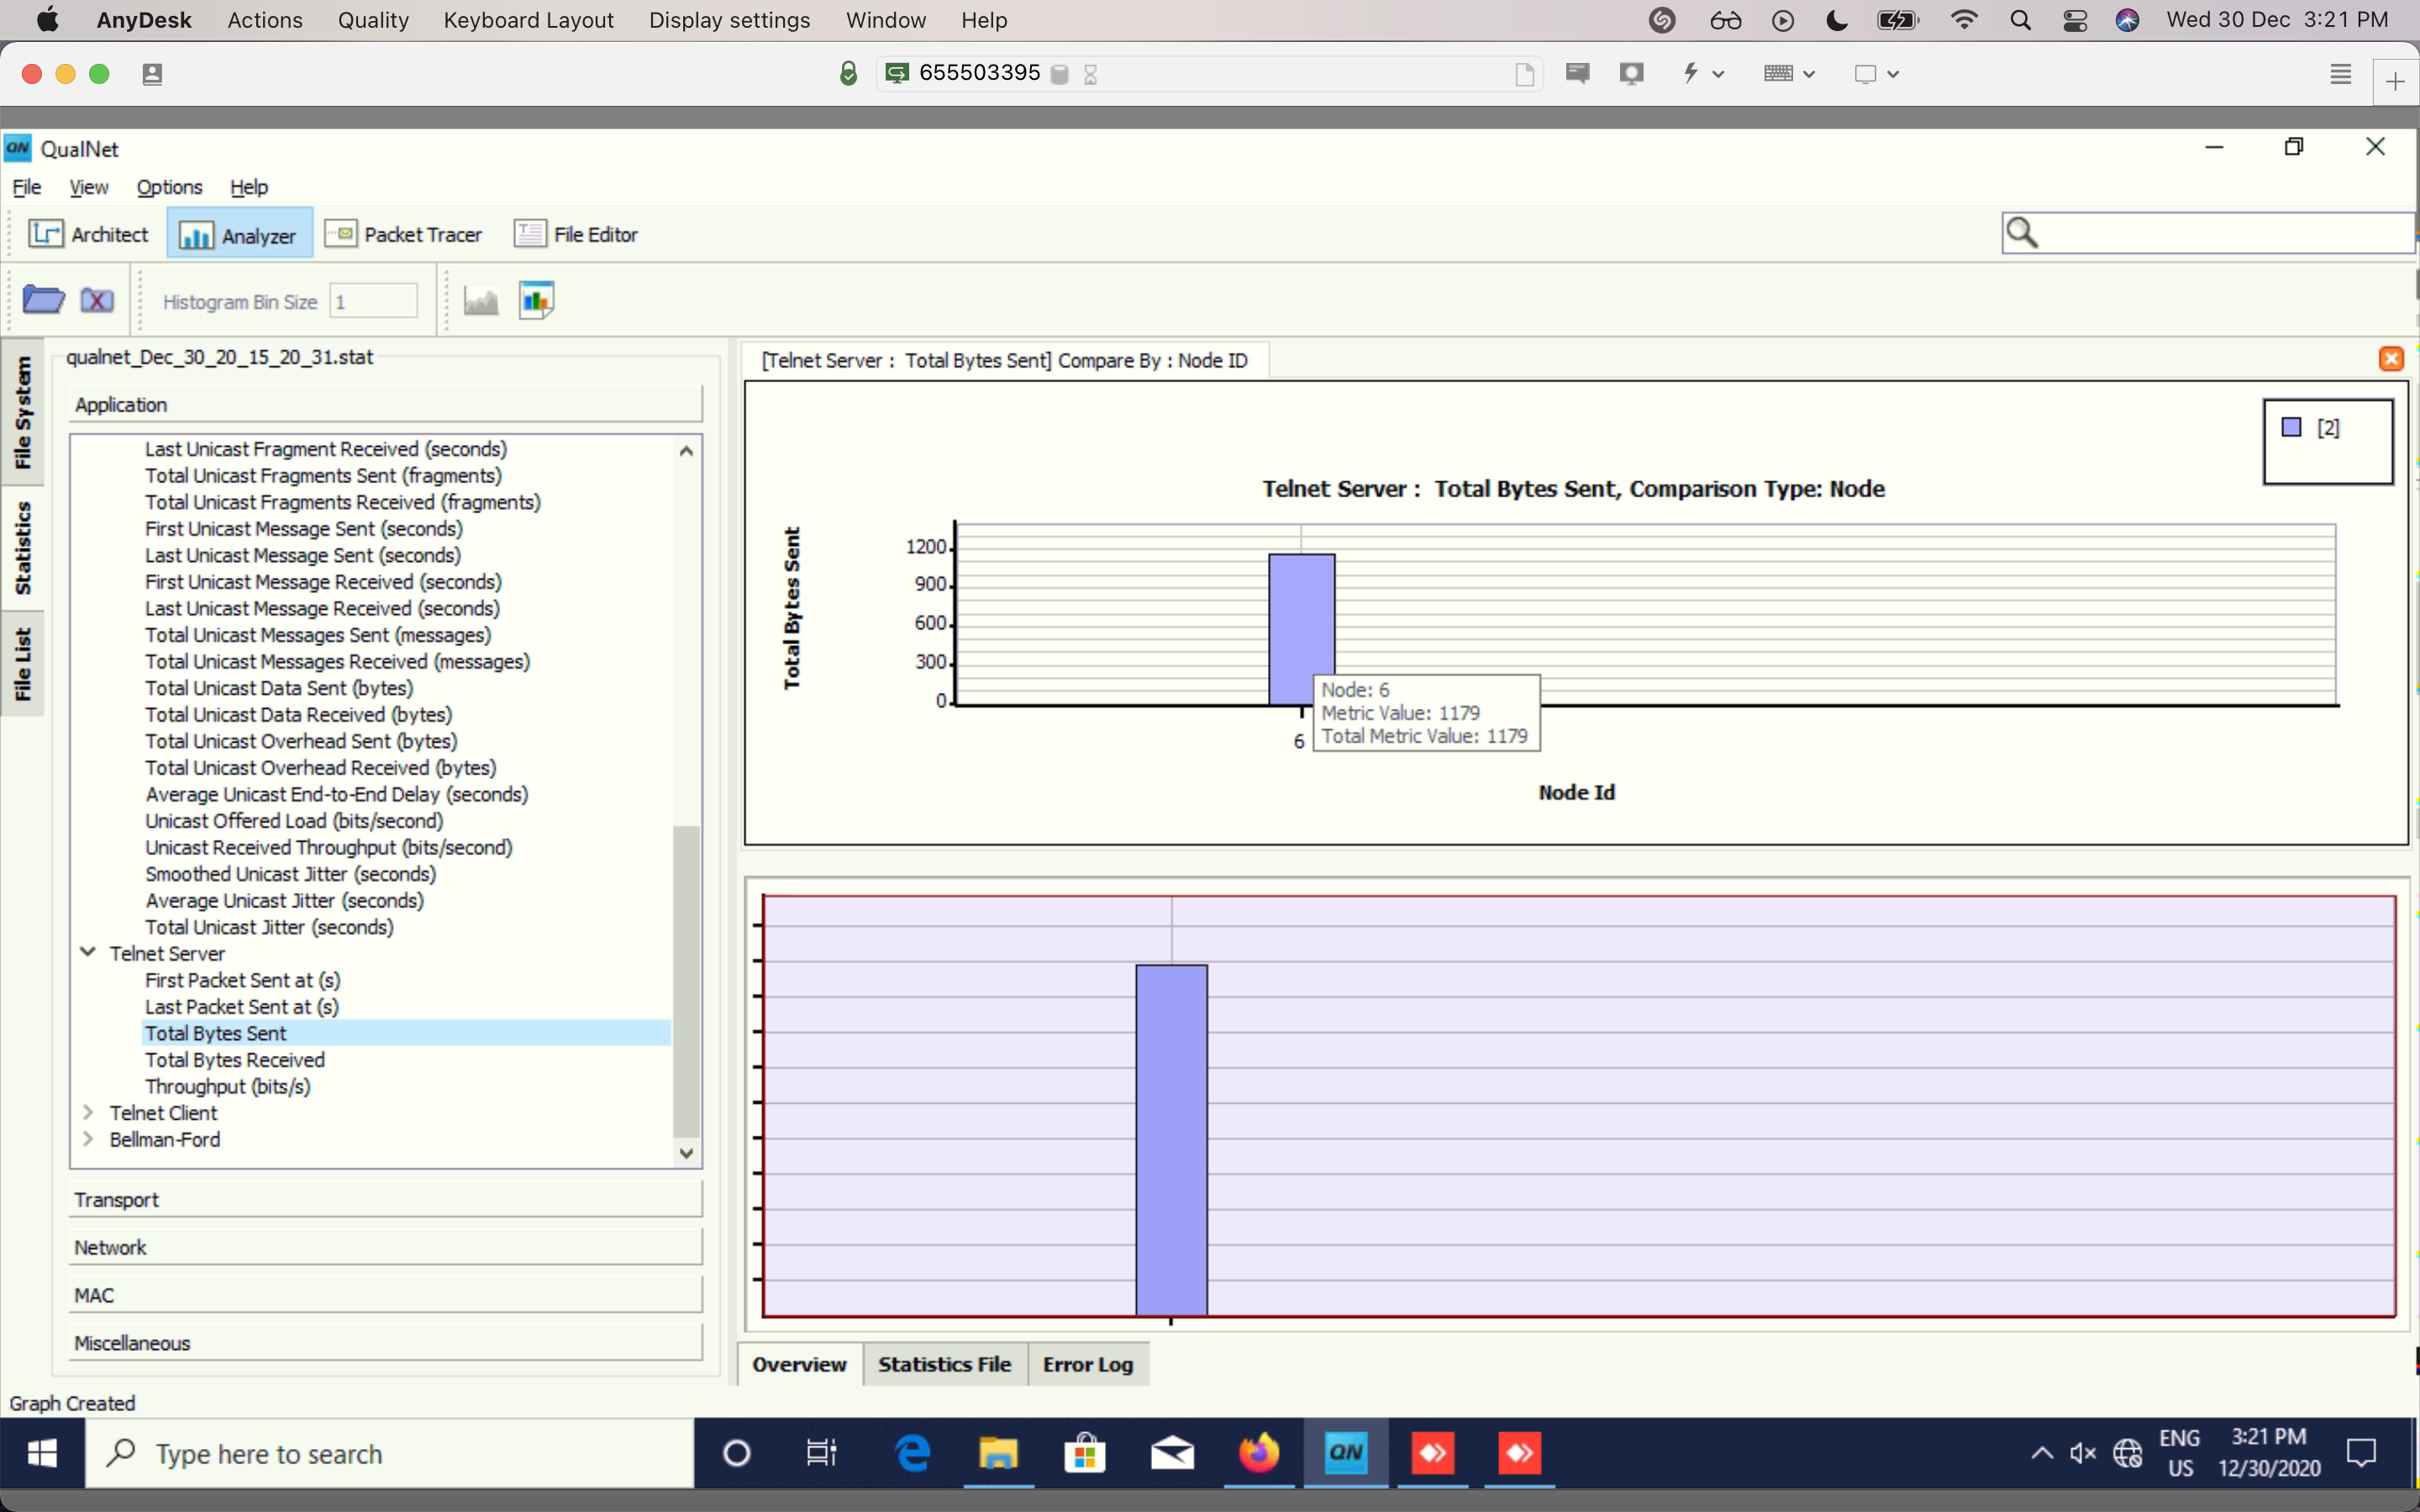 AnyDesk Actions Quality Keyboard Layout Display settings Window Help Wed 30 Dec 3:21 PM
655503395
QN QualNet
File View Options Help
Architect Analyzer Packet Tracer File Editor
Histogram Bin Size 1
File System
Statistics
File List
qualnet_Dec_30_20_15_20_31.stat
Application
Last Unicast Fragment Received (seconds)
Total Unicast Fragments Sent (fragments)
Total Unicast Fragments Received (fragments)
First Unicast Message Sent (seconds)
Last Unicast Message Sent (seconds)
First Unicast Message Received (seconds)
Last Unicast Message Received (seconds)
Total Unicast Messages Sent (messages)
Total Unicast Messages Received (messages)
Total Unicast Data Sent (bytes)
Total Unicast Data Received (bytes)
Total Unicast Overhead Sent (bytes)
Total Unicast Overhead Received (bytes)
Average Unicast End-to-End Delay (seconds)
Unicast Offered Load (bits/second)
Unicast Received Throughput (bits/second)
Smoothed Unicast Jitter (seconds)
Average Unicast Jitter (seconds)
Total Unicast Jitter (seconds)
Telnet Server
First Packet Sent at (s)
Last Packet Sent at (s)
Total Bytes Sent
Total Bytes Received
Throughput (bits/s)
Telnet Client
Bellman-Ford
Transport
Network
MAC
Miscellaneous
[Telnet Server : Total Bytes Sent] Compare By : Node ID
[2]
Telnet Server : Total Bytes Sent, Comparison Type: Node
Total Bytes Sent
1200
900
600
300
0
6
Node: 6
Metric Value: 1179
Total Metric Value: 1179
Node Id
Overview Statistics File Error Log
Graph Created
Type here to search
QN
ENG
US
3:21 PM
12/30/2020